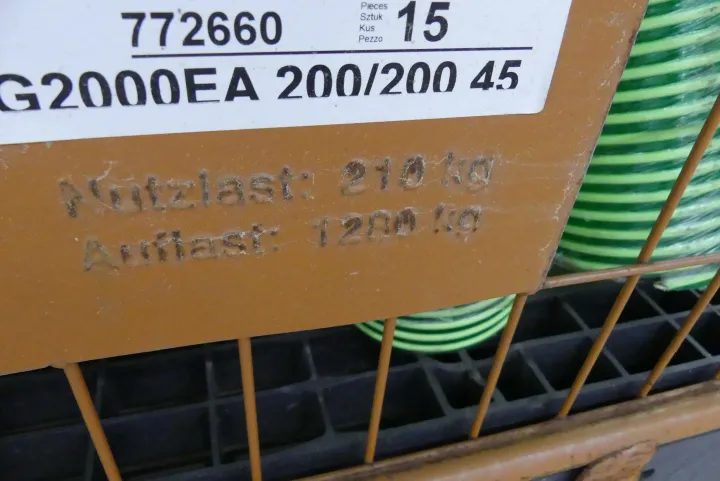 Pieces
Sztuk
Kus
Pezzo
772660 15
G2000EA 200/200 45
Nutzlast: 210 kg
Auflast: 1200 kg